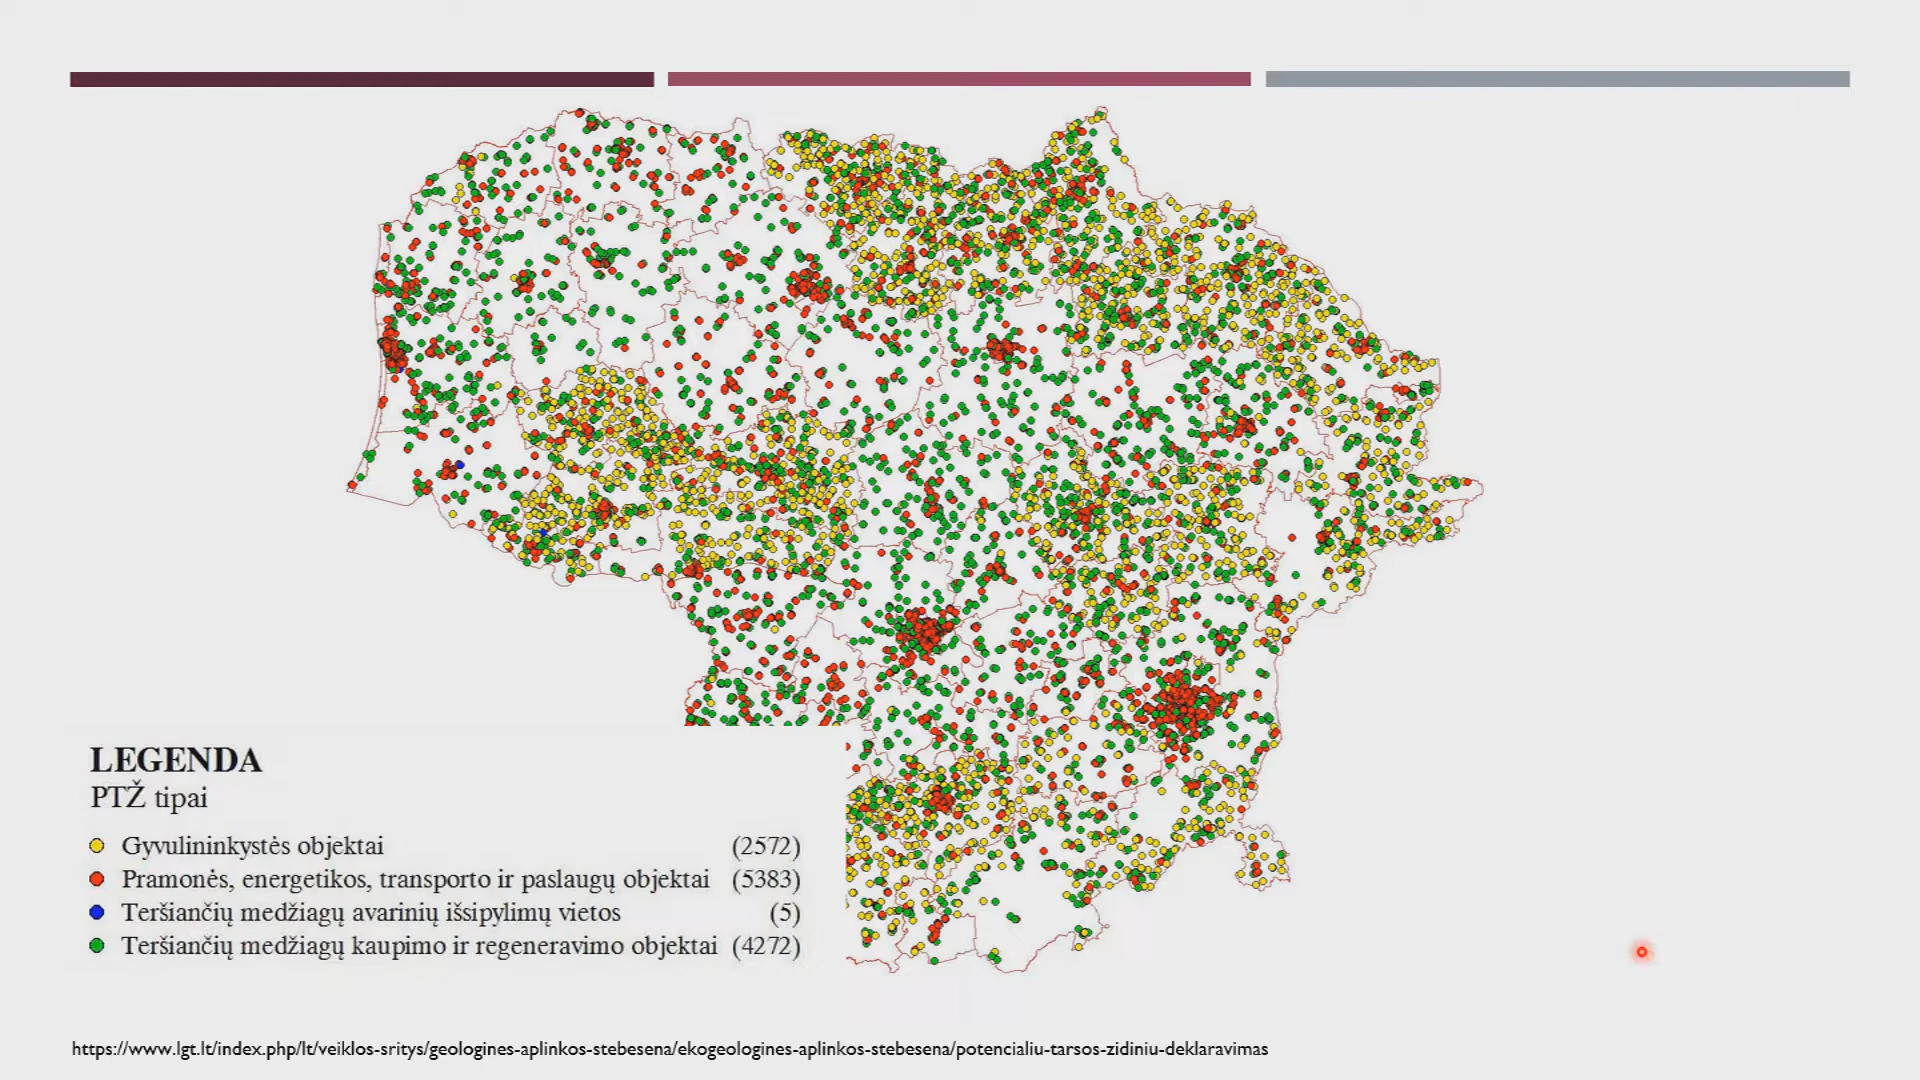 LEGENDA
PTŽ tipai
Gyvulininkystės objektai (2572)
Pramonės, energetikos, transporto ir paslaugų objektai (5383)
Teršiančių medžiagų avarinių išsipylimų vietos (5)
Teršiančių medžiagų kaupimo ir regeneravimo objektai (4272)
https://www.lgt.lt/index.php/lt/veiklos-sritys/geologines-aplinkos-stebesena/ekogeologines-aplinkos-stebesena/potencialiu-tarsos-zidiniu-deklaravimas